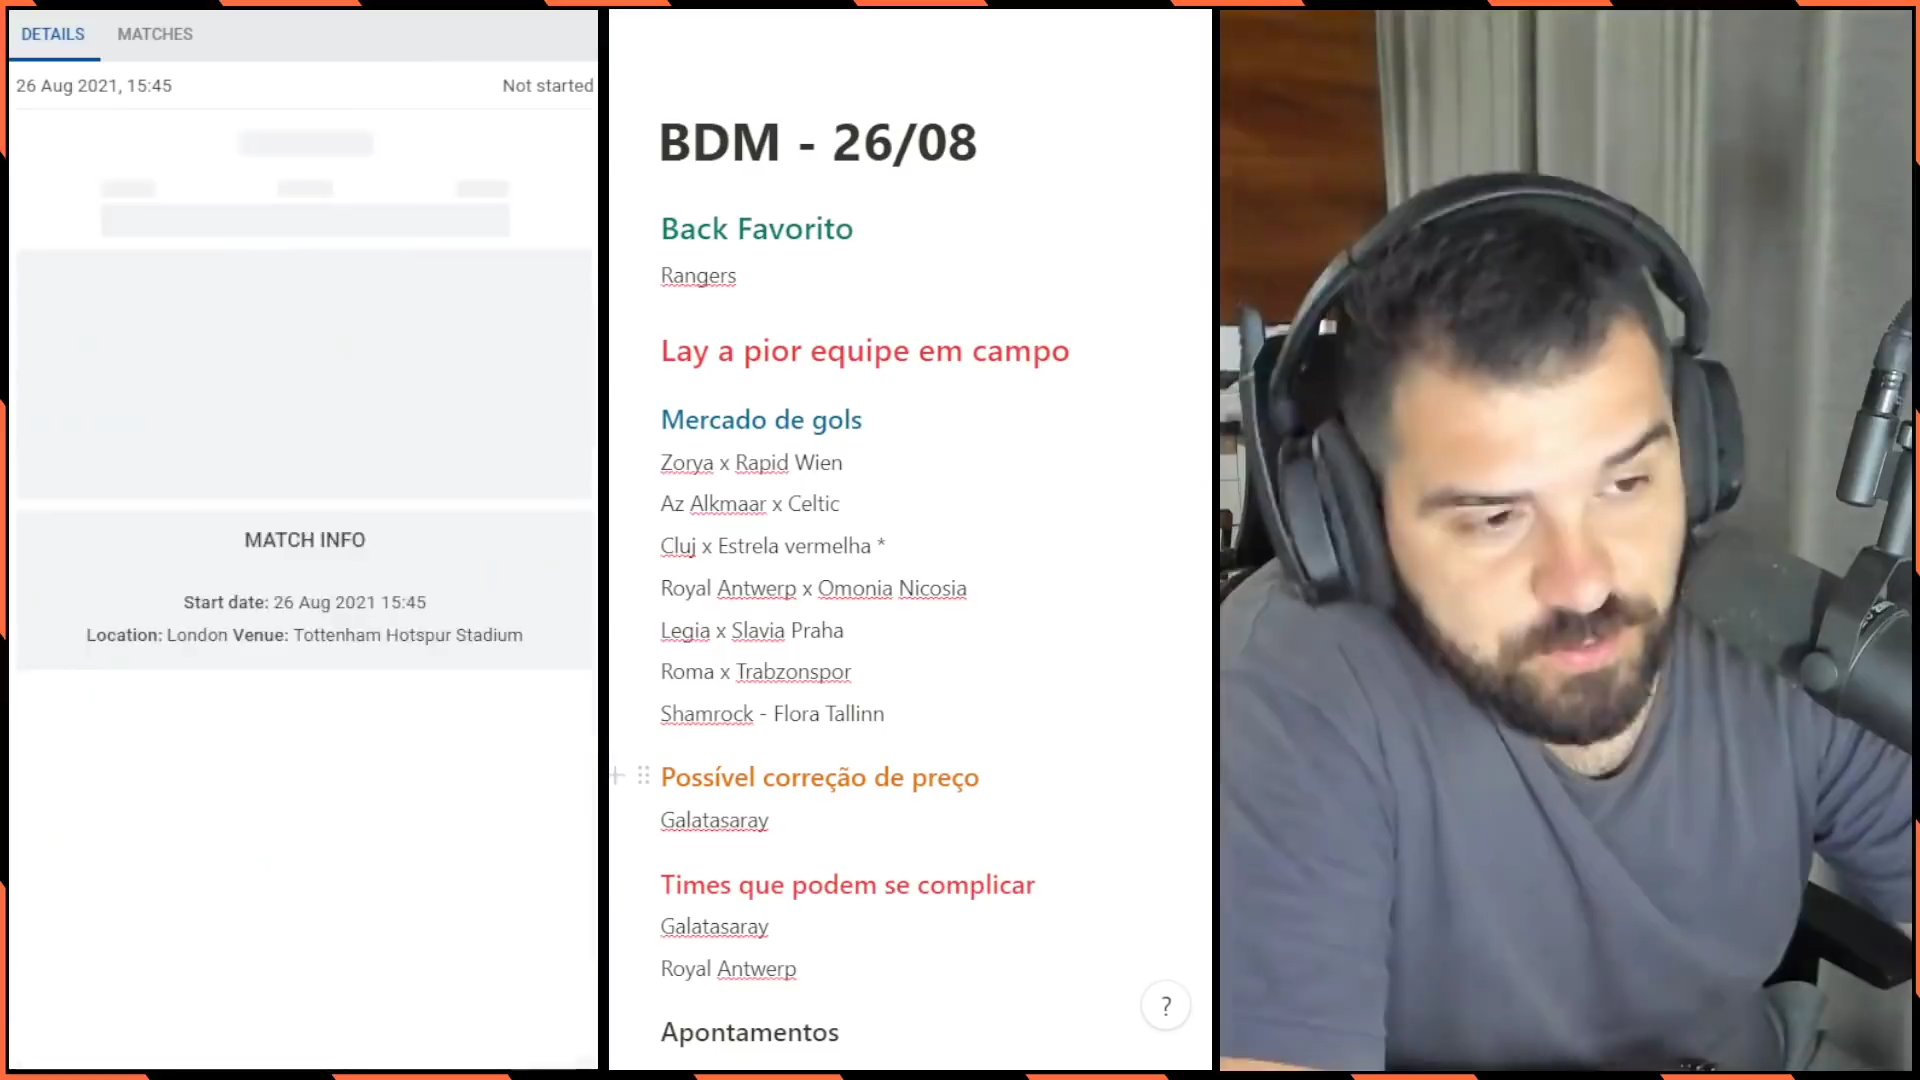 DETAILS MATCHES
26 Aug 2021, 15:45 Not started
MATCH INFO
Start date: 26 Aug 2021 15:45
Location: London Venue: Tottenham Hotspur Stadium
BDM - 26/08
Back Favorito
Rangers
Lay a pior equipe em campo
Mercado de gols
Zorya x Rapid Wien
Az Alkmaar x Celtic
Cluj x Estrela vermelha *
Royal Antwerp x Omonia Nicosia
Legia x Slavia Praha
Roma x Trabzonspor
Shamrock - Flora Tallinn
Possível correção de preço
Galatasaray
Times que podem se complicar
Galatasaray
Royal Antwerp
?
Apontamentos